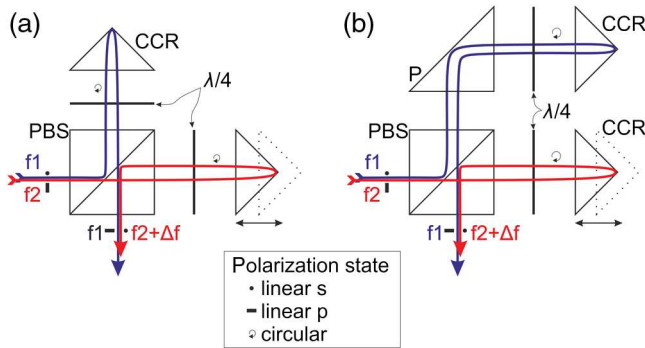 (a)
CCR
λ/4
PBS
f1
f2
f1
f2+Δf
(b)
CCR
P
λ/4
PBS
CCR
f1
f2
f1
f2+Δf
Polarization state
linear s
linear p
circular